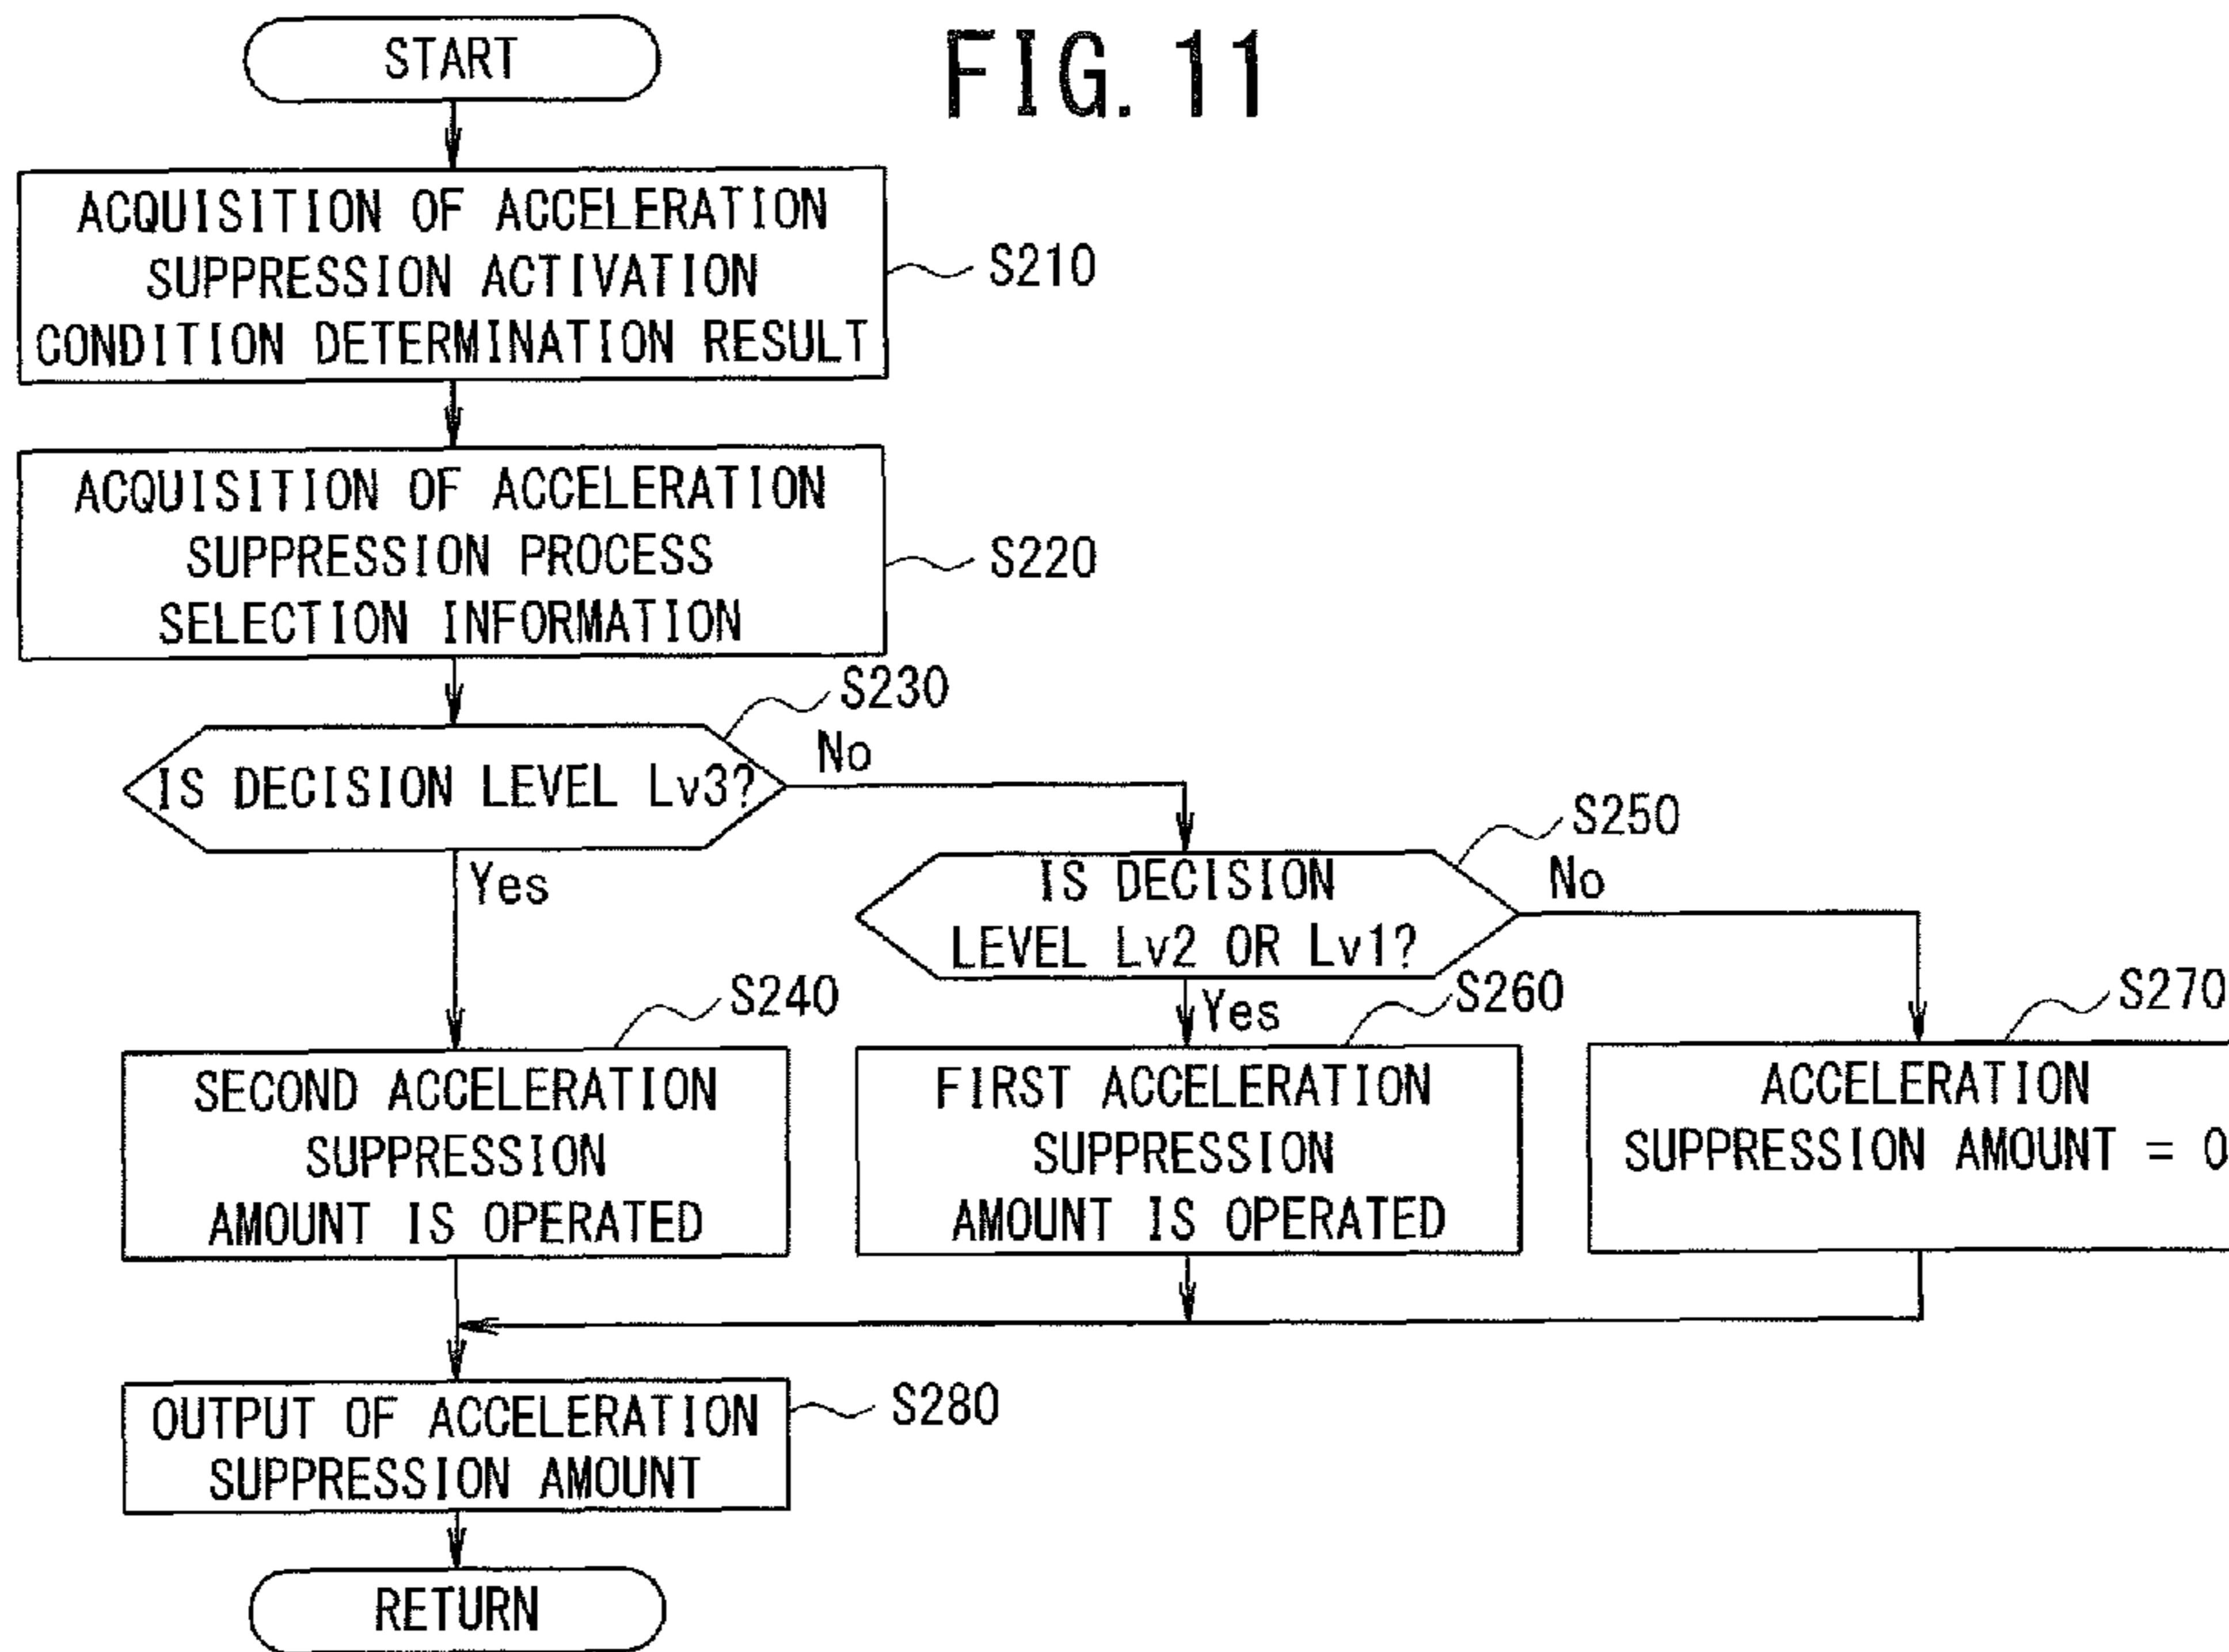 START
FIG. 11
ACQUISITION OF ACCELERATION
SUPPRESSION ACTIVATION
CONDITION DETERMINATION RESULT
S210
ACQUISITION OF ACCELERATION
SUPPRESSION PROCESS
SELECTION INFORMATION
S220
S230
IS DECISION LEVEL Lv3?
No
Yes
S250
IS DECISION
LEVEL Lv2 OR Lv1?
No
Yes
S240
SECOND ACCELERATION
SUPPRESSION
AMOUNT IS OPERATED
S260
FIRST ACCELERATION
SUPPRESSION
AMOUNT IS OPERATED
S270
ACCELERATION
SUPPRESSION AMOUNT = 0
OUTPUT OF ACCELERATION
SUPPRESSION AMOUNT
S280
RETURN